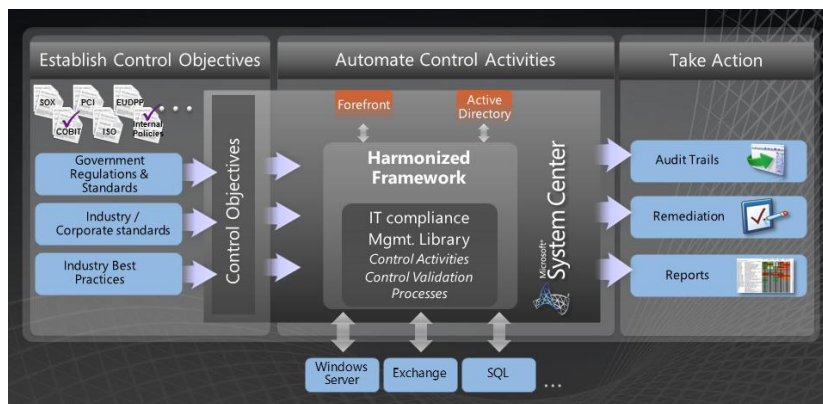 Establish Control Objectives
Automate Control Activities
Take Action
SOX
PCI
EUDPP
...
COBIT
ISO
Internal
Policies
Government
Regulations &
Standards
Industry /
Corporate standards
Industry Best
Practices
Control Objectives
Forefront
Active
Directory
Harmonized
Framework
IT compliance
Mgmt. Library
Control Activities
Control Validation
Processes
Microsoft®
System Center
Audit Trails
Remediation
Reports
Windows
Server
Exchange
SQL
...